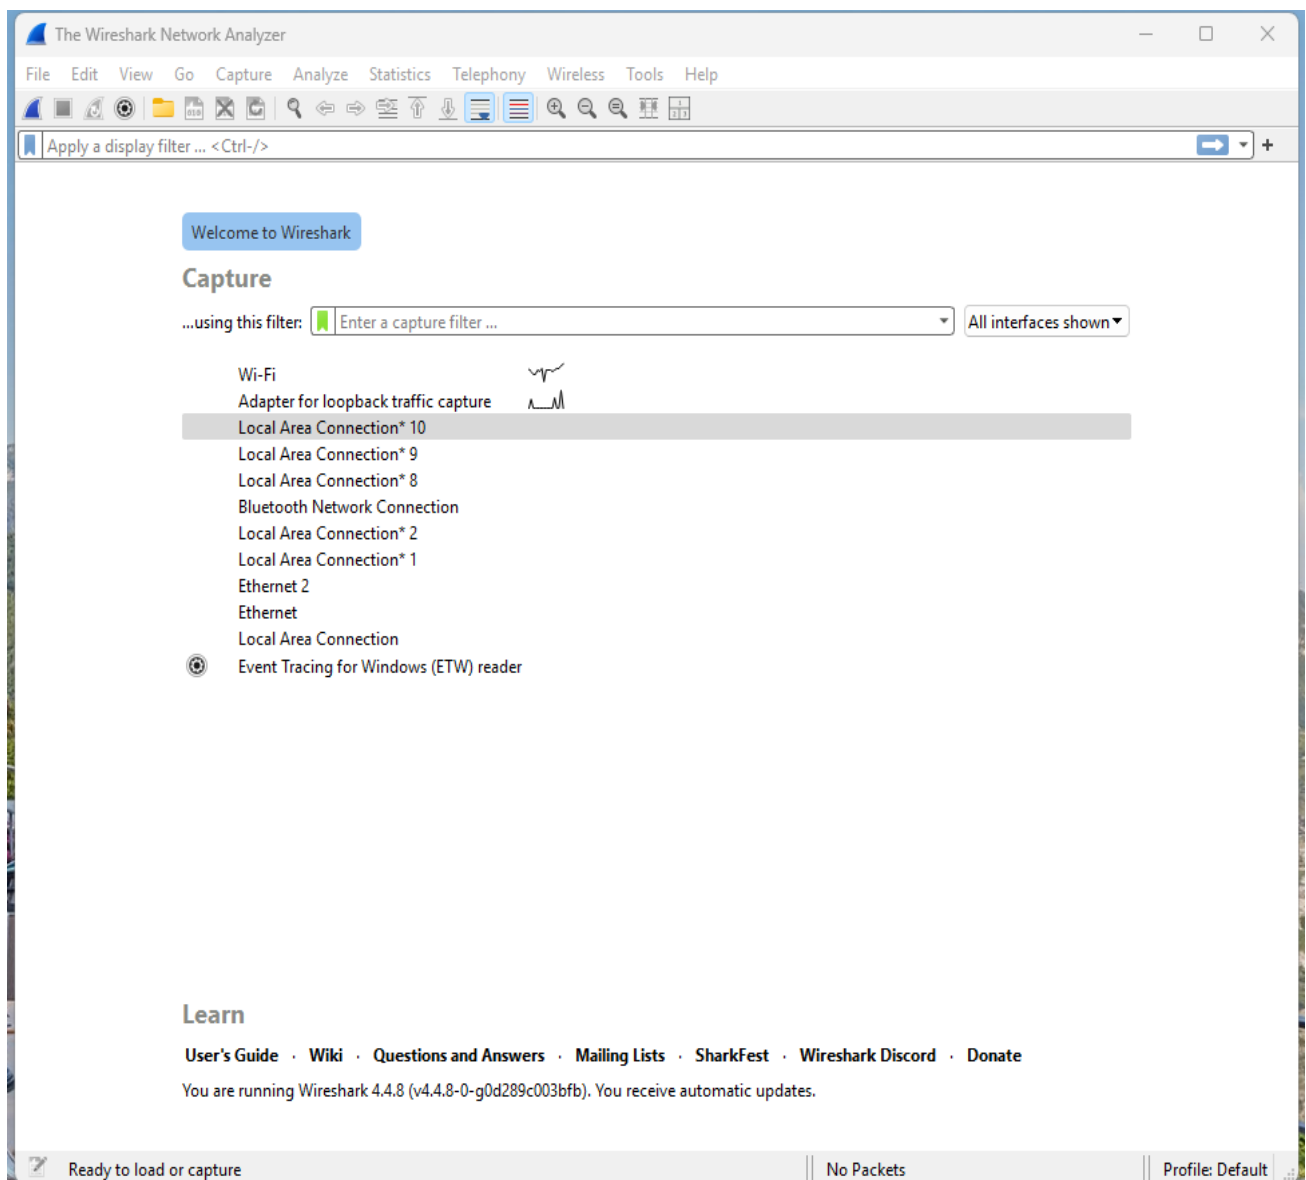 The Wireshark Network Analyzer
File Edit View Go Capture Analyze Statistics Telephony Wireless Tools Help
Apply a display filter ... <Ctrl-/>
Welcome to Wireshark
Capture
...using this filter: Enter a capture filter ... All interfaces shown
Wi-Fi
Adapter for loopback traffic capture
Local Area Connection* 10
Local Area Connection* 9
Local Area Connection* 8
Bluetooth Network Connection
Local Area Connection* 2
Local Area Connection* 1
Ethernet 2
Ethernet
Local Area Connection
Event Tracing for Windows (ETW) reader
Learn
User's Guide · Wiki · Questions and Answers · Mailing Lists · SharkFest · Wireshark Discord · Donate
You are running Wireshark 4.4.8 (v4.4.8-0-g0d289c003bfb). You receive automatic updates.
Ready to load or capture No Packets Profile: Default